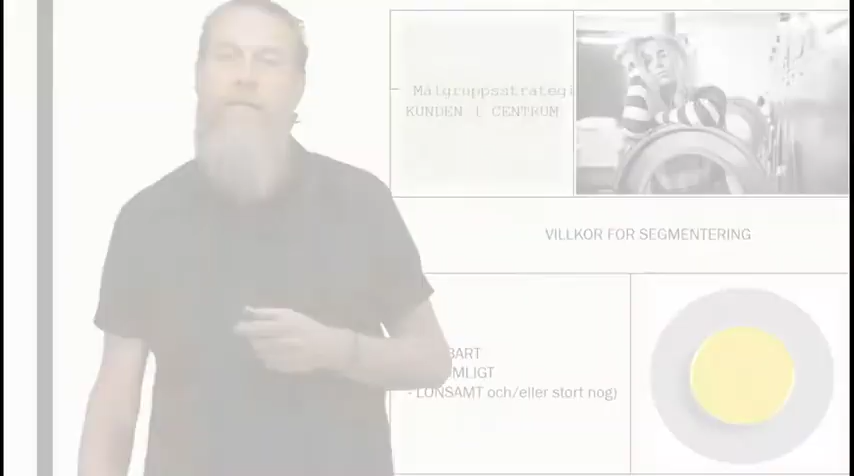 - Målgruppsstrategi
KUNDEN I CENTRUM
VILLKOR FÖR SEGMENTERING
- LÖNSAMT och/eller stort nog)